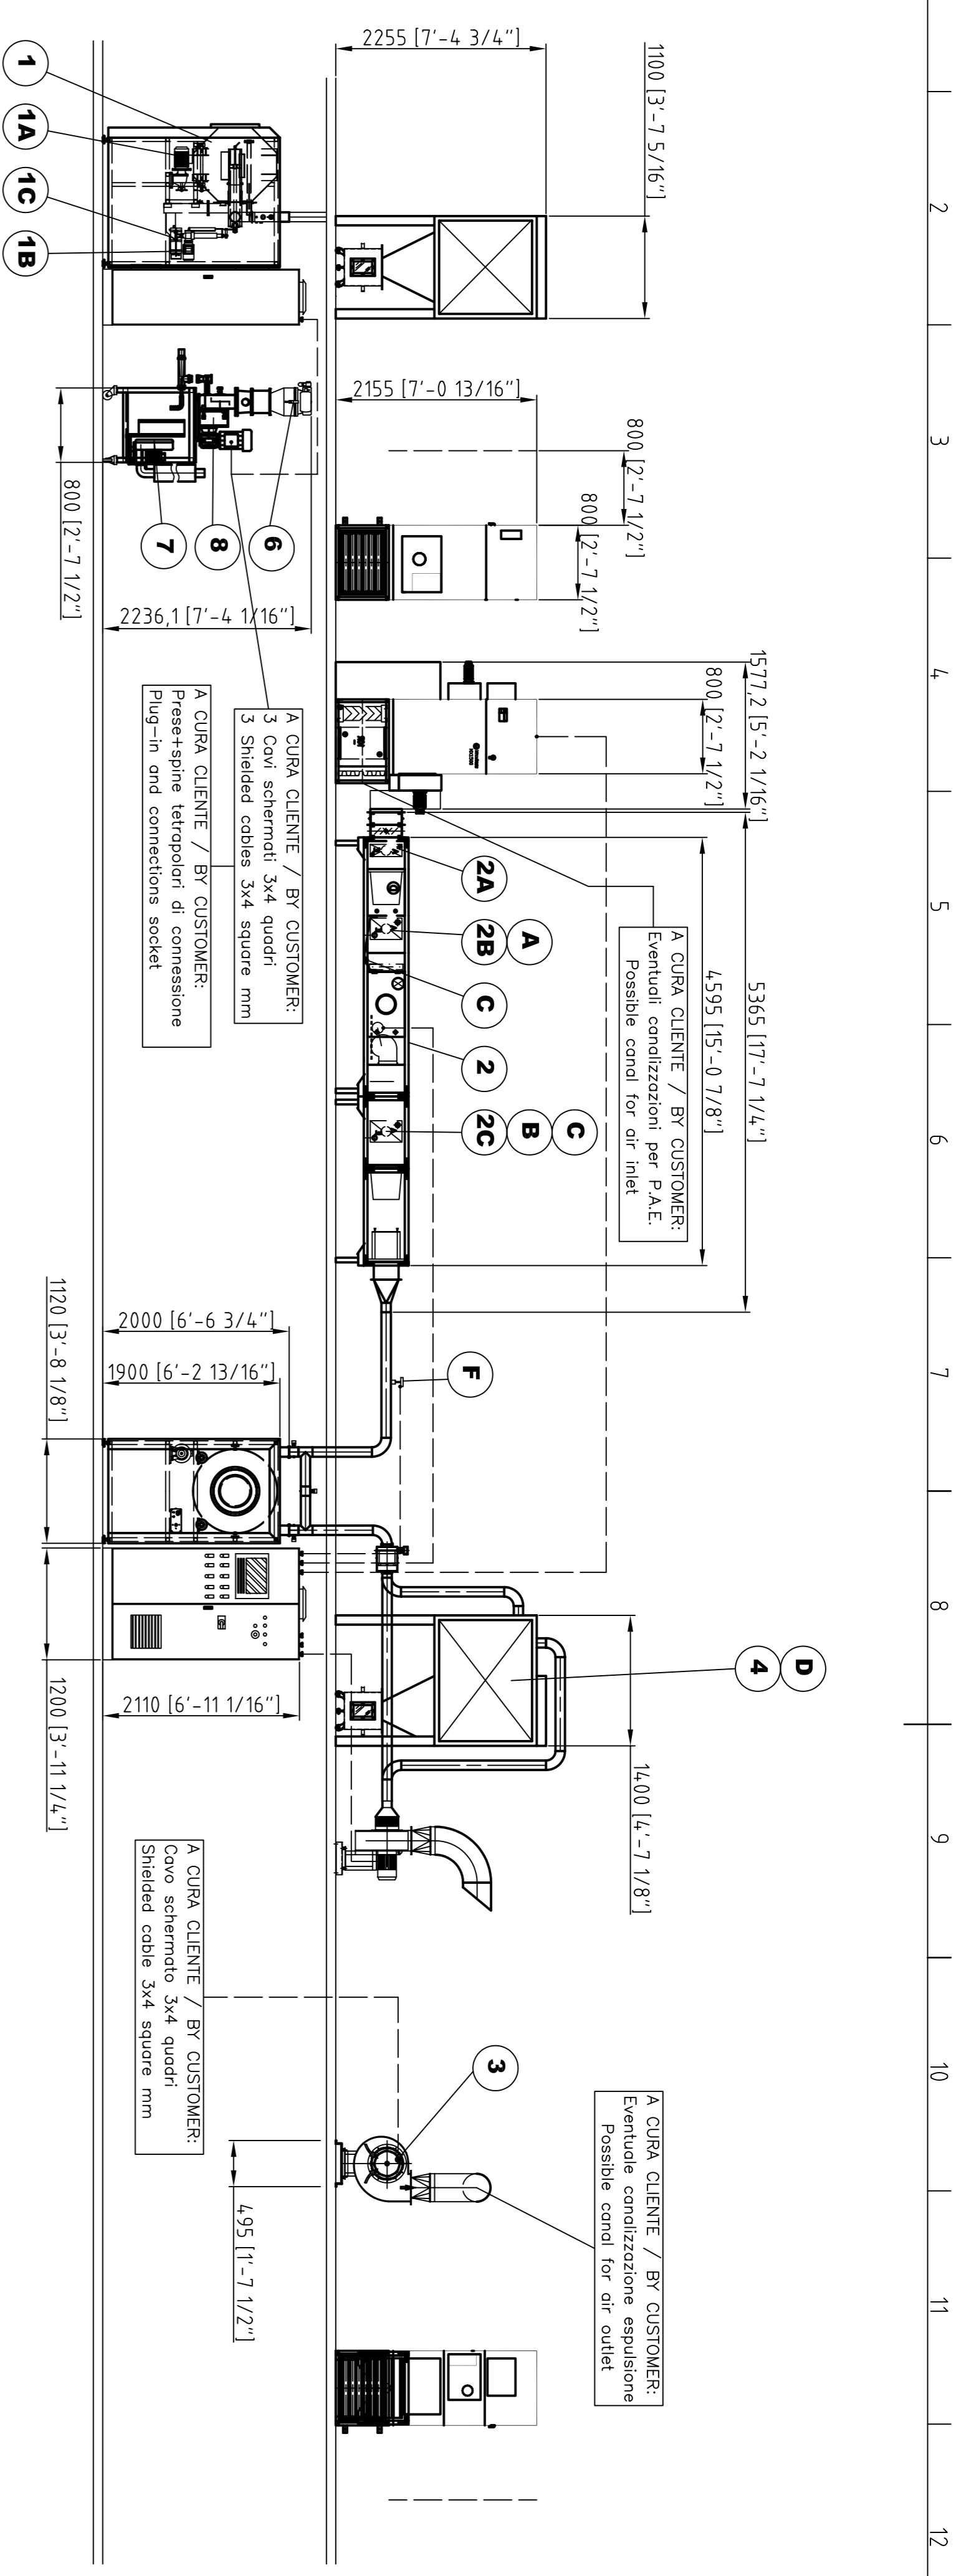 2
3
4
5
6
7
8
9
10
11
12
1100 [3'-7 5/16"]
2255 [7'-4 3/4"]
800 [2'-7 1/2"]
800 [2'-7 1/2"]
2155 [7'-0 13/16"]
1577,2 [5'-2 1/16"]
800 [2'-7 1/2"]
5365 [17'-7 1/4"]
4595 [15'-0 7/8"]
A CURA CLIENTE / BY CUSTOMER:
Eventuali canalizzazioni per P.A.E.
Possible canal for air inlet
2A
A
2B
C
2
C
B
2C
F
D
4
1400 [4'-7 1/8"]
A CURA CLIENTE / BY CUSTOMER:
Eventuale canalizzazione espulsione
Possible canal for air outlet
3
A CURA CLIENTE / BY CUSTOMER:
3 Cavi schermati 3x4 quadri
3 Shielded cables 3x4 square mm
A CURA CLIENTE / BY CUSTOMER:
Prese+spine tetrapolari di connessione
Plug-in and connections socket
6
8
7
2236,1 [7'-4 1/16"]
800 [2'-7 1/2"]
1
1A
1C
1B
2000 [6'-6 3/4"]
1900 [6'-2 13/16"]
1120 [3'-8 1/8"]
2110 [6'-11 1/16"]
1200 [3'-11 1/4"]
A CURA CLIENTE / BY CUSTOMER:
Cavo schermato 3x4 quadri
Shielded cable 3x4 square mm
495 [1'-7 1/2"]